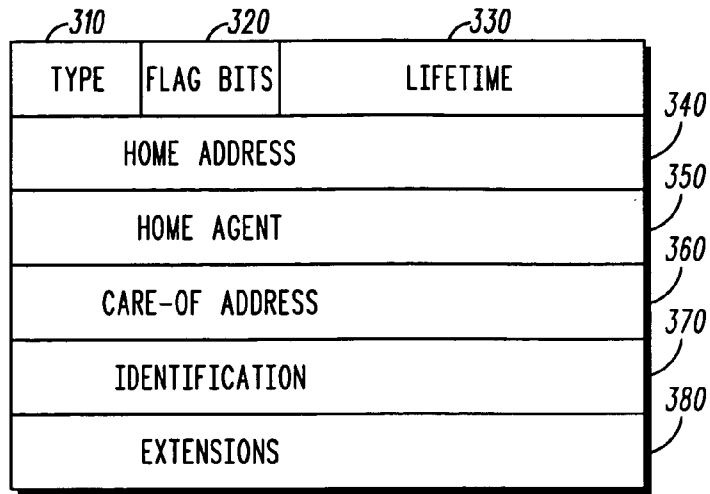 310 320 330
TYPE FLAG BITS LIFETIME
340
HOME ADDRESS
350
HOME AGENT
360
CARE-OF ADDRESS
370
IDENTIFICATION
380
EXTENSIONS